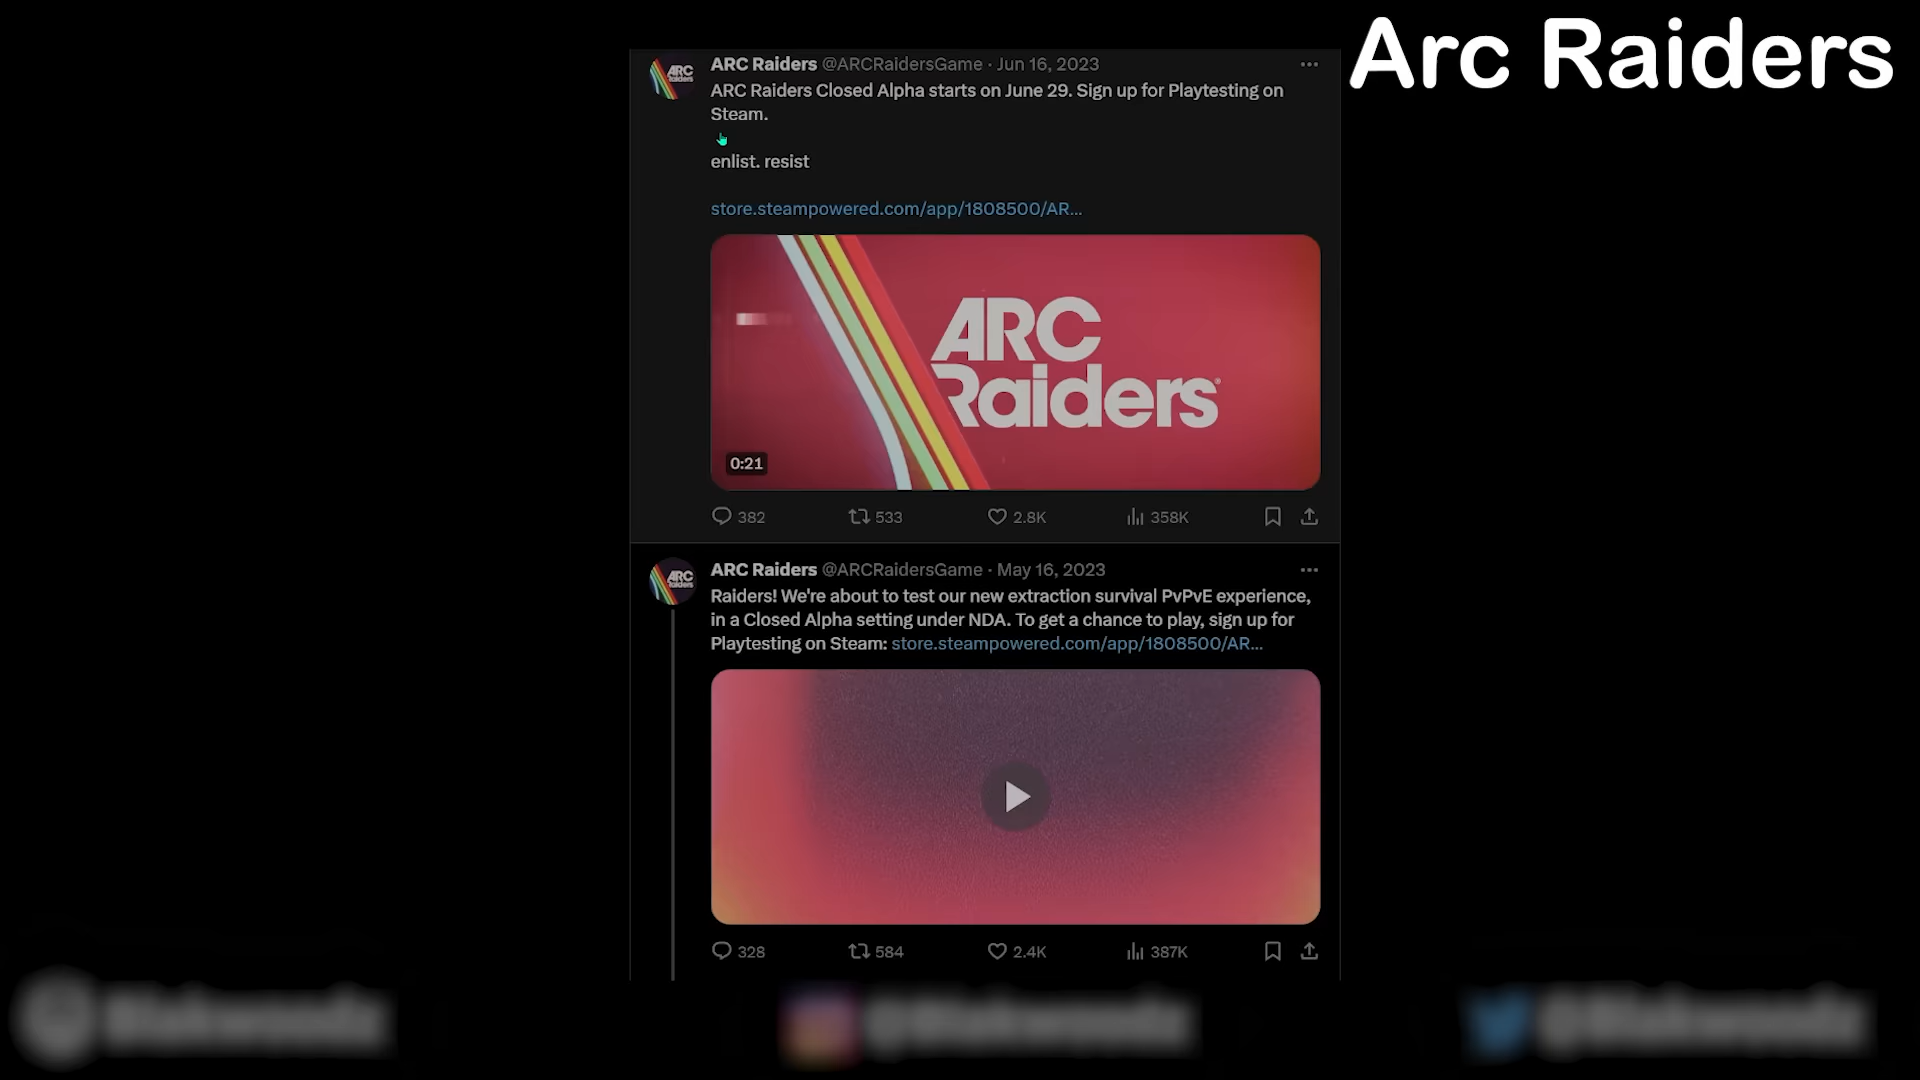 Arc Raiders
ARC Raiders @ARCRaidersGame · Jun 16, 2023
ARC Raiders Closed Alpha starts on June 29. Sign up for Playtesting on
Steam.
enlist. resist
store.steampowered.com/app/1808500/AR...
ARC
Raiders
0:21
382 533 2.8K 358K
ARC Raiders @ARCRaidersGame · May 16, 2023
Raiders! We're about to test our new extraction survival PvPvE experience,
in a Closed Alpha setting under NDA. To get a chance to play, sign up for
Playtesting on Steam: store.steampowered.com/app/1808500/AR...
328 584 2.4K 387K